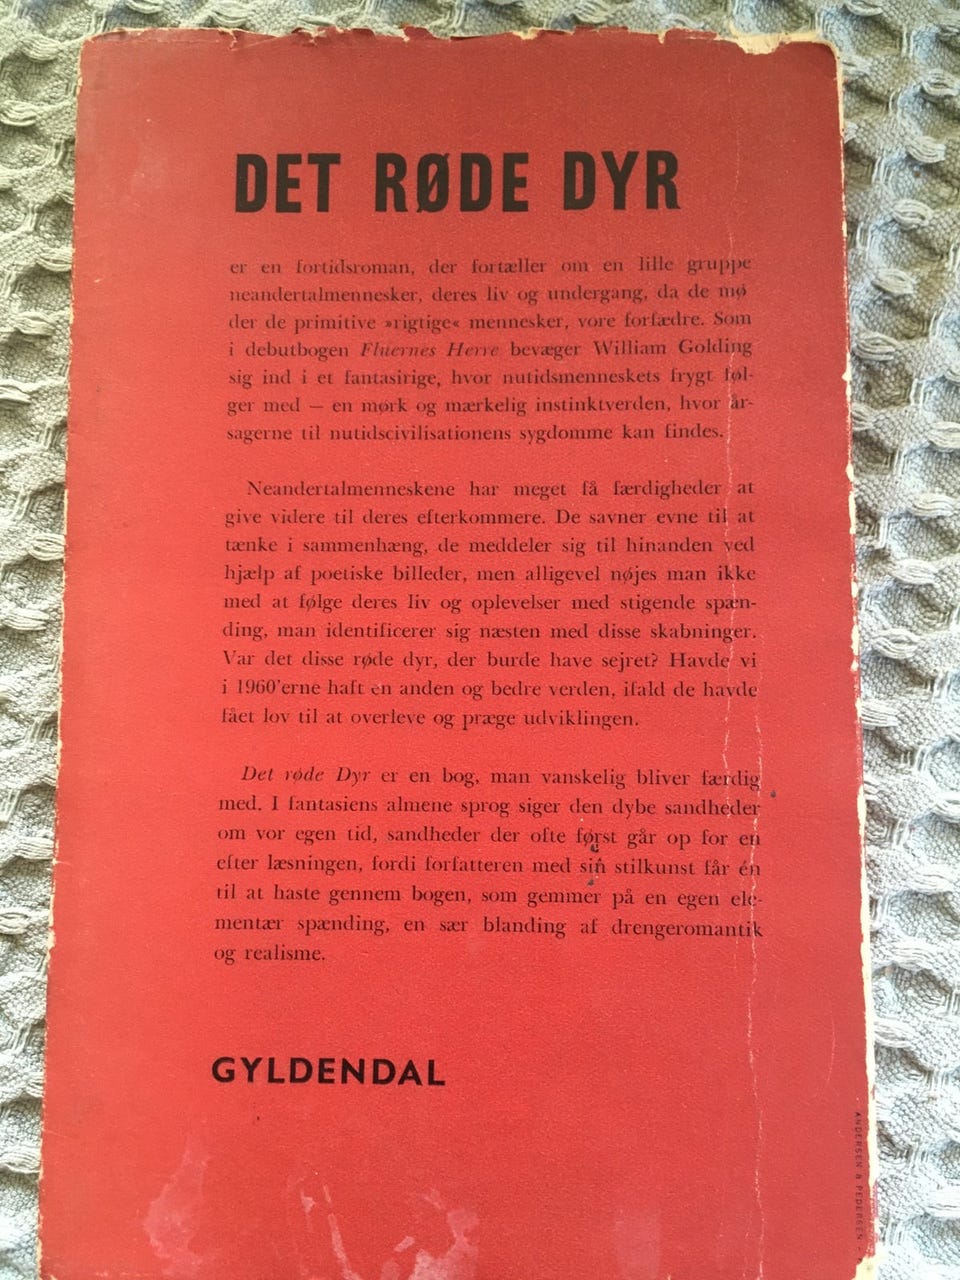 DET RØDE DYR
er en fortidsroman, der fortæller om en lille gruppe
neandertalmennesker, deres liv og undergang, da de mø
der de primitive »rigtige« mennesker, vore forfædre. Som
i debutbogen Fluernes Herre bevæger William Golding
sig ind i et fantasirige, hvor nutidsmenneskets frygt føl-
ger med — en mørk og mærkelig instinktverden, hvor år-
sagerne til nutidscivilisationens sygdomme kan findes.
Neandertalmenneskene har meget få færdigheder at
give videre til deres efterkommere. De savner evne til at
tænke i sammenhæng, de meddeler sig til hinanden ved
hjælp af poetiske billeder, men alligevel nøjes man ikke
med at følge deres liv og oplevelser med stigende spæn-
ding, man identificerer sig næsten med disse skabninger.
Var det disse røde dyr, der burde have sejret? Havde vi
i 1960'erne haft en anden og bedre verden, ifald de havde
fået lov til at overleve og præge udviklingen.
Det røde Dyr er en bog, man vanskelig bliver færdig
med. I fantasiens almene sprog siger den dybe sandheder
om vor egen tid, sandheder der ofte først går op for en
efter læsningen, fordi forfatteren med sin stilkunst får én
til at haste gennem bogen, som gemmer på en egen ele-
mentær spænding, en sær blanding af drengeromantik
og realisme.
GYLDENDAL
ANDERSEN & PEDERSEN -